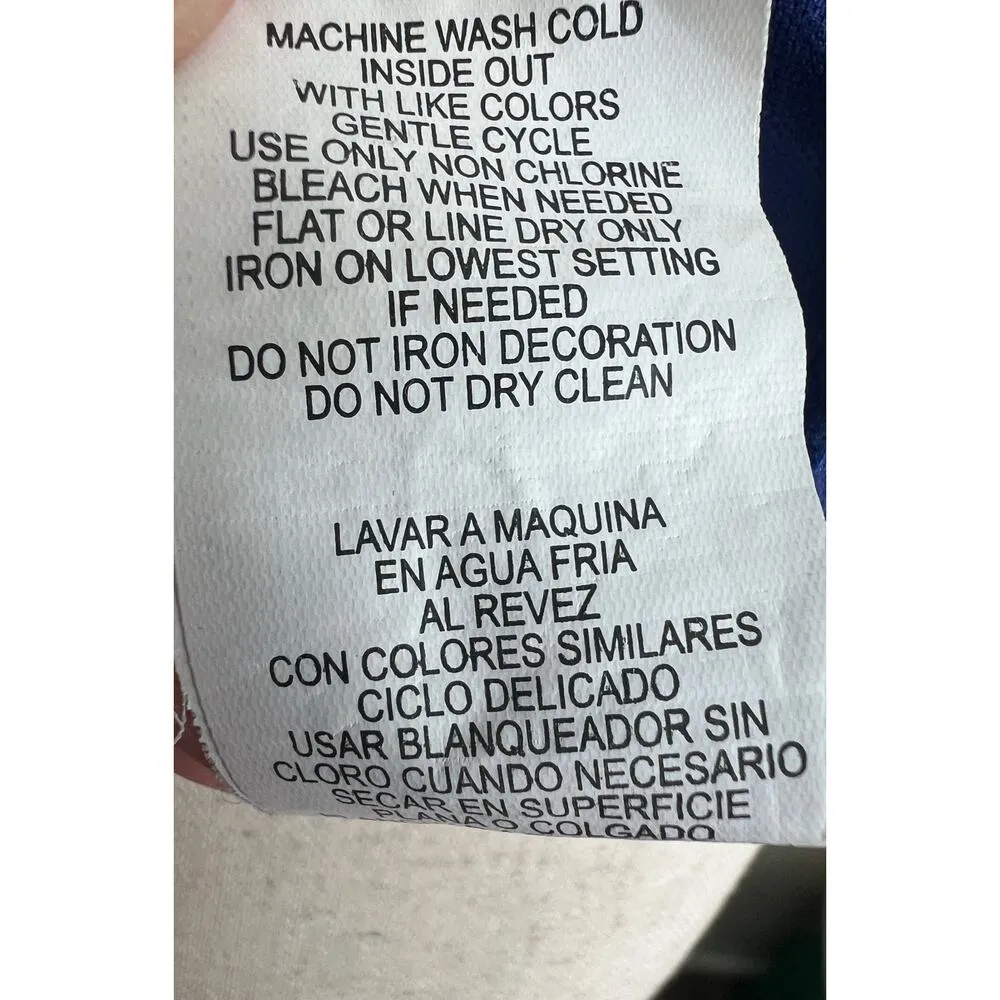 MACHINE WASH COLD
INSIDE OUT
WITH LIKE COLORS
GENTLE CYCLE
USE ONLY NON CHLORINE
BLEACH WHEN NEEDED
FLAT OR LINE DRY ONLY
IRON ON LOWEST SETTING
IF NEEDED
DO NOT IRON DECORATION
DO NOT DRY CLEAN
LAVAR A MAQUINA
EN AGUA FRIA
AL REVEZ
CON COLORES SIMILARES
CICLO DELICADO
USAR BLANQUEADOR SIN
CLORO CUANDO NECESARIO
SECAR EN SUPERFICIE
PLANA O COLGADO